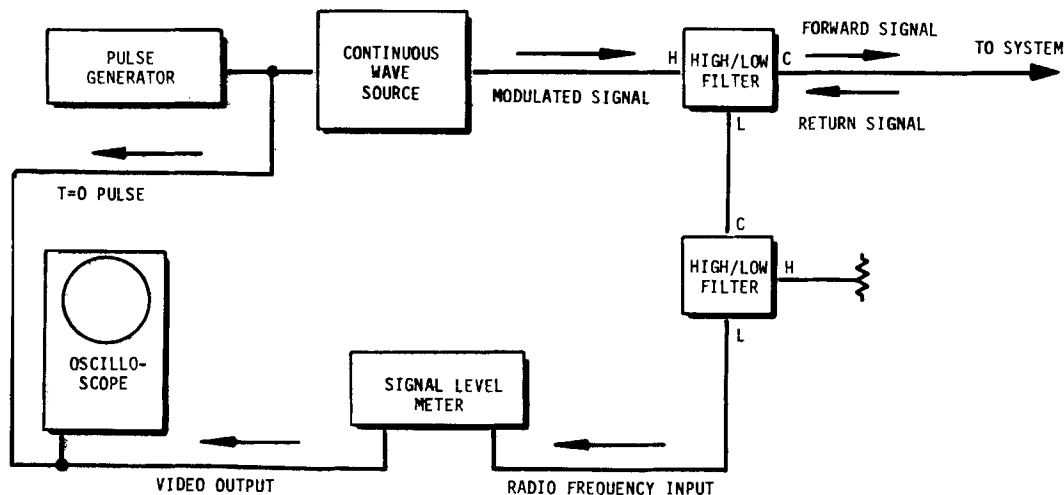 PULSE
GENERATOR
CONTINUOUS
WAVE
SOURCE
MODULATED SIGNAL
H
HIGH/LOW
FILTER
C
L
FORWARD SIGNAL
TO SYSTEM
RETURN SIGNAL
T=0 PULSE
C
HIGH/LOW
FILTER
H
L
OSCILLO-
SCOPE
SIGNAL LEVEL
METER
VIDEO OUTPUT
RADIO FREQUENCY INPUT